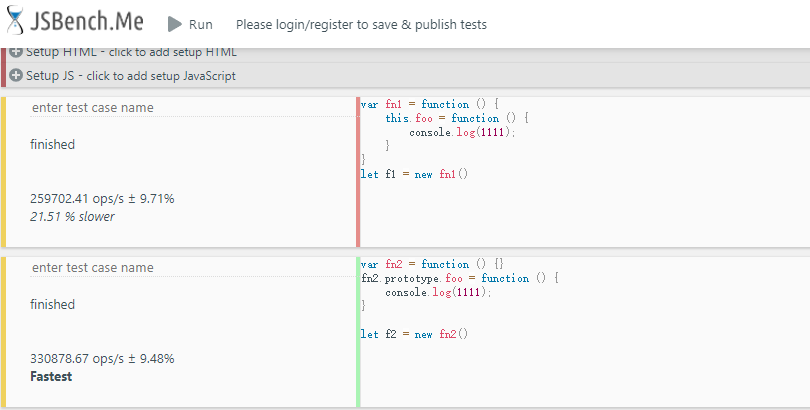 JSBench.Me
Run
Please login/register to save & publish tests
Setup HTML - click to add setup HTML
Setup JS - click to add setup JavaScript
enter test case name
finished
259702.41 ops/s ± 9.71%
21.51 % slower
var fn1 = function () {
    this.foo = function () {
        console.log(1111);
    }
}
let f1 = new fn1()
enter test case name
finished
330878.67 ops/s ± 9.48%
Fastest
var fn2 = function () {}
fn2.prototype.foo = function () {
    console.log(1111);
}
let f2 = new fn2()